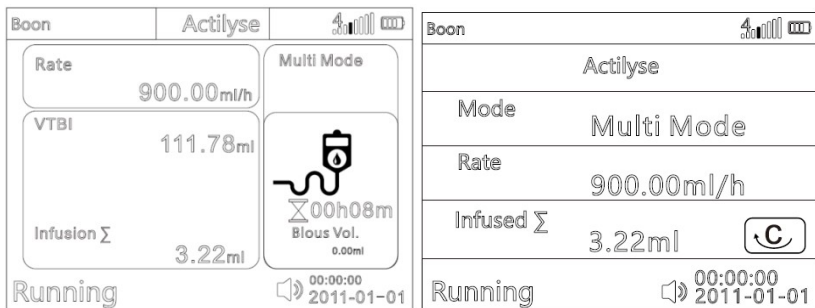 Boon Actilyse 4
Rate
900.00ml/h
Multi Mode
VTBI
111.78ml
Infusion ∑
3.22ml
00h08m
Blous Vol.
0.00ml
Running 00:00:00
2011-01-01
Boon 4
Actilyse
Mode
Multi Mode
Rate
900.00ml/h
Infused ∑
3.22ml C
Running 00:00:00
2011-01-01